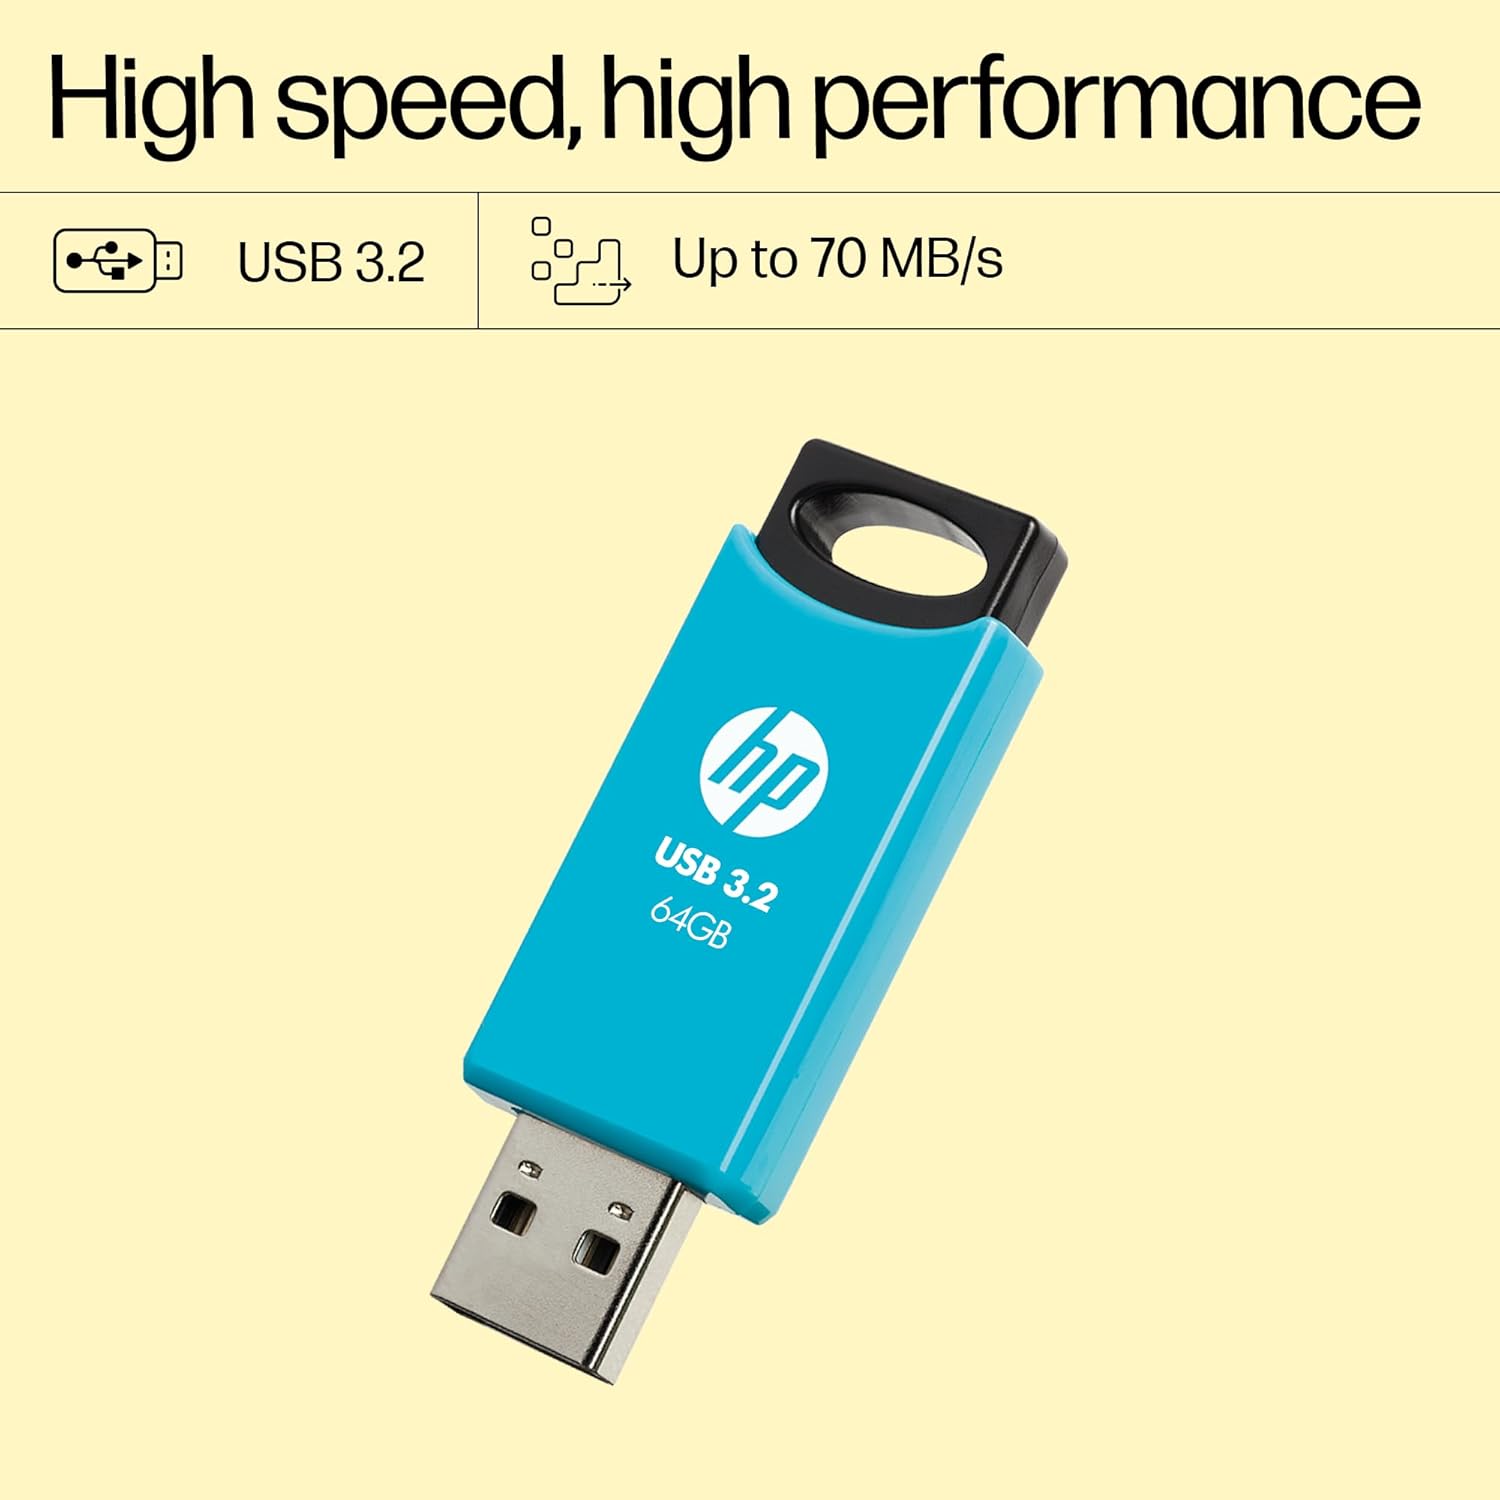 High speed, high performance
USB 3.2
Up to 70 MB/s
hp
USB 3.2
64GB